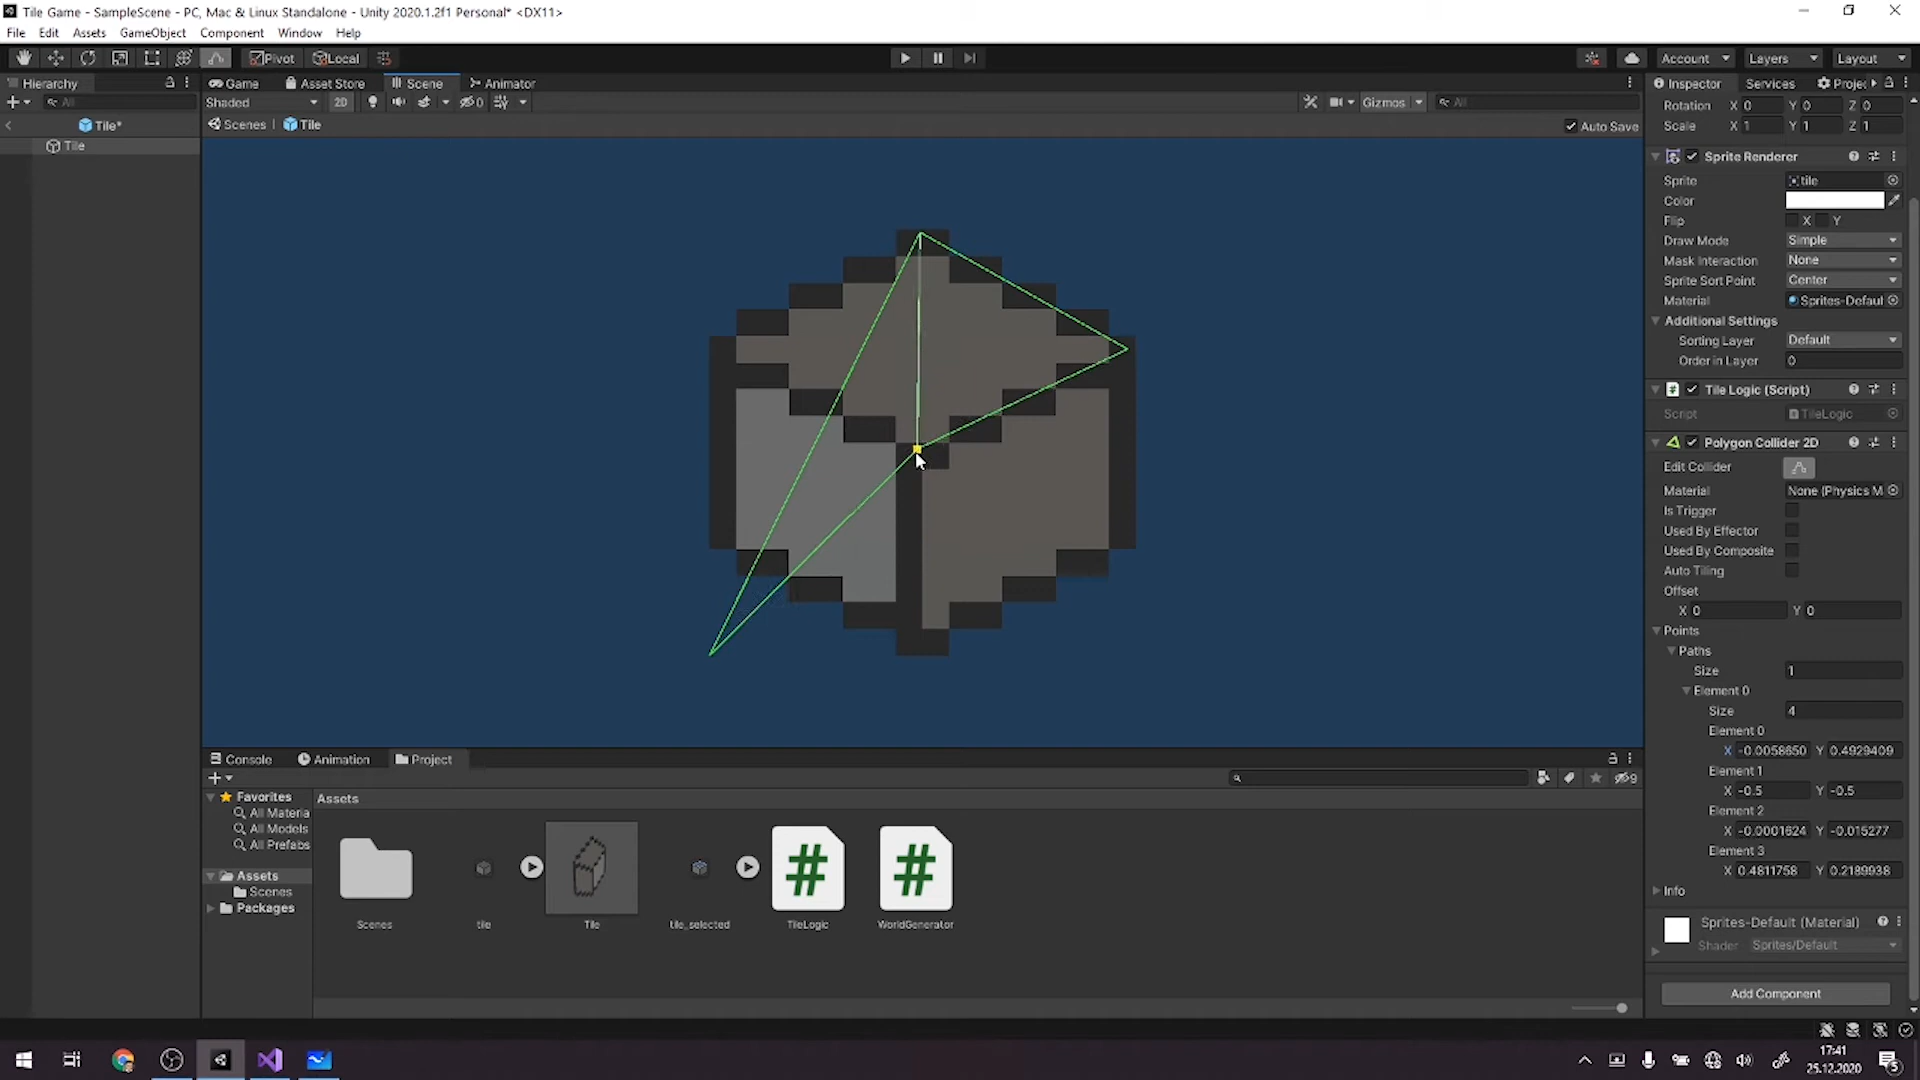 Tile Game - SampleScene - PC, Mac & Linux Standalone - Unity 2020.1.2f1 Personal* <DX11>
File Edit Assets GameObject Component Window Help
Pivot Local Account Layers Layout
Hierarchy Game Asset Store Scene Animator Inspector Services Projec
All Shaded 2D 0 Gizmos All
Tile* Scenes Tile Auto Save
Tile
Rotation X 0 Y 0 Z 0
Scale X 1 Y 1 Z 1
Sprite Renderer
Sprite tile
Color
Flip X Y
Draw Mode Simple
Mask Interaction None
Sprite Sort Point Center
Material Sprites-Defaul
Additional Settings
Sorting Layer Default
Order in Layer 0
# Tile Logic (Script)
Script TileLogic
Polygon Collider 2D
Edit Collider
Material None (Physics M
Is Trigger
Used By Effector
Used By Composite
Auto Tiling
Offset
X 0 Y 0
Points
Paths
Size 1
Element 0
Size 4
Element 0
X -0.0058650 Y 0.4929409
Element 1
X -0.5 Y -0.5
Element 2
X -0.0001624 Y -0.015277
Element 3
X 0.4811758 Y 0.2189938
Info
Sprites-Default (Material)
Shader Sprites/Default
Add Component
Console Animation Project
9
Favorites
All Materia
All Models
All Prefabs
Assets
Scenes
Packages
Assets
# #
Scenes tile Tile tile_selected TileLogic WorldGenerator
17:41
25.12.2020
5